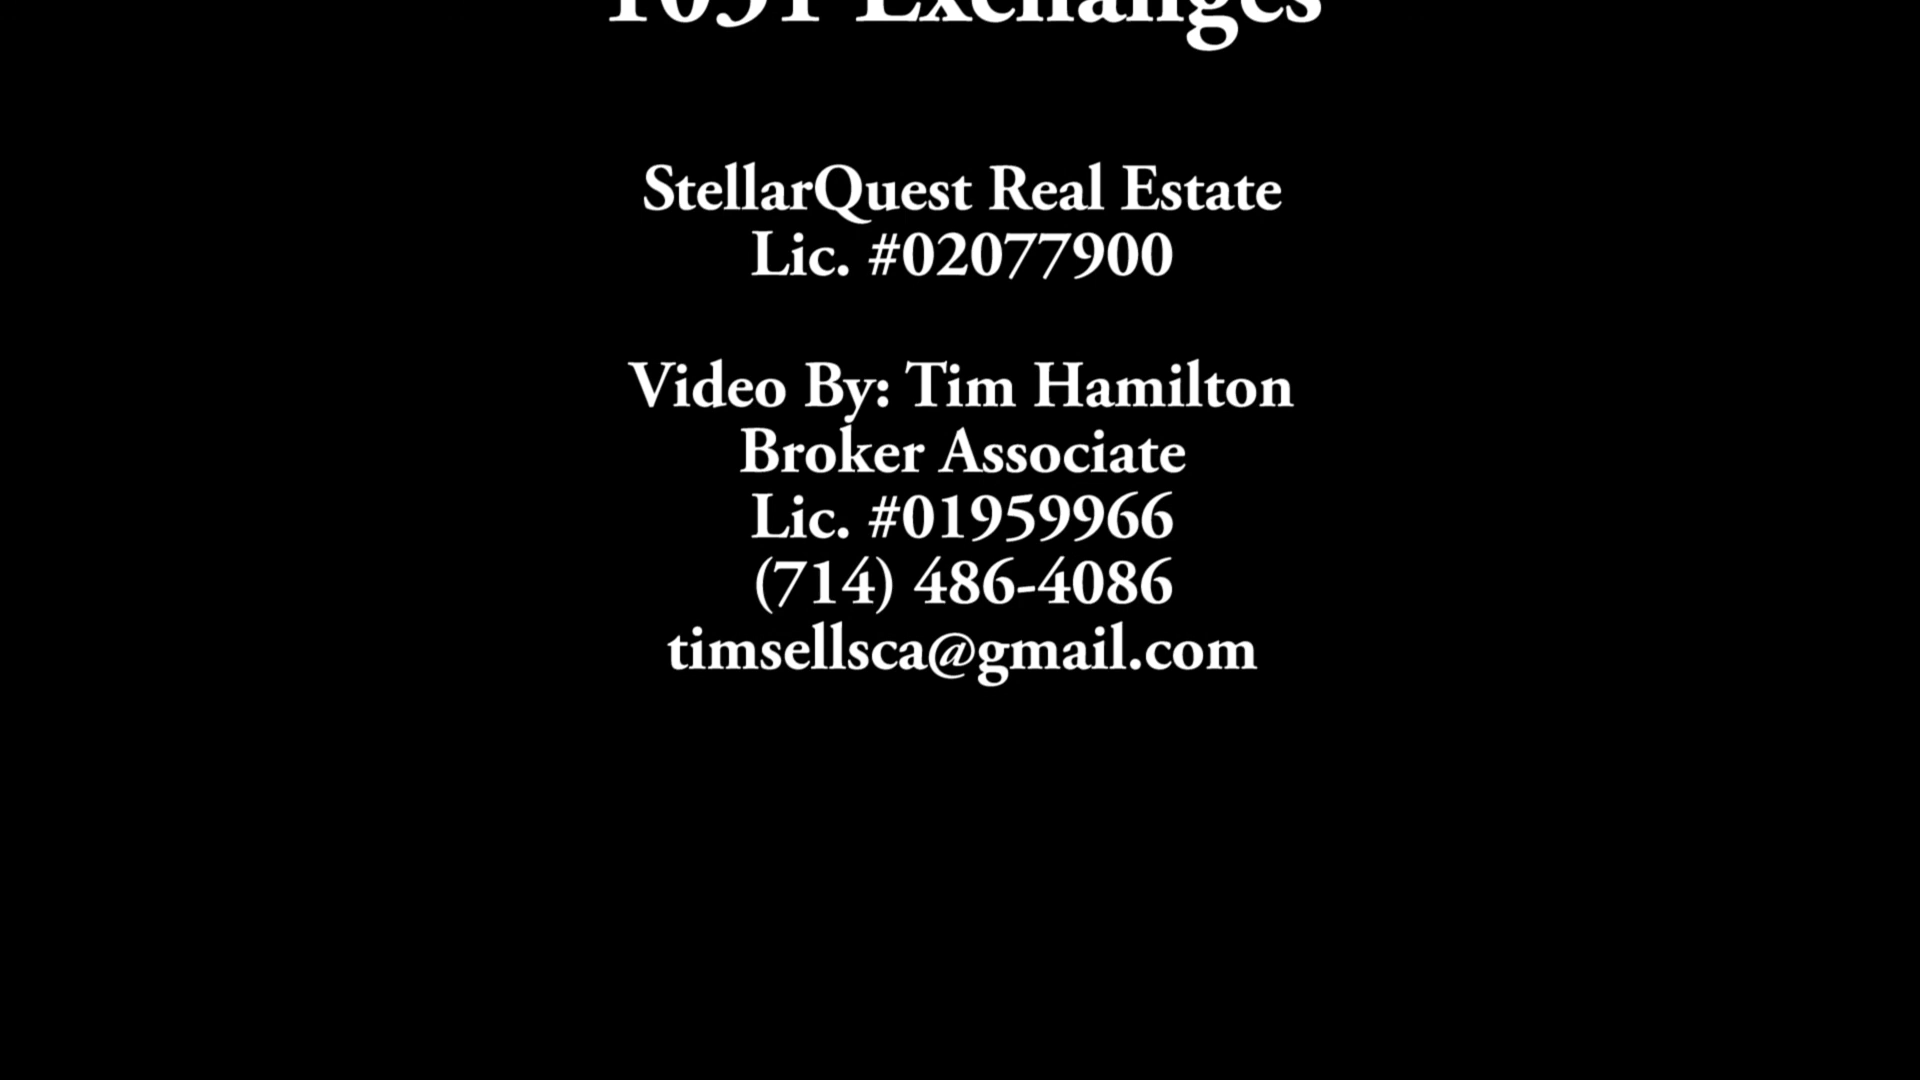 1031 Exchanges
StellarQuest Real Estate
Lic. #02077900
Video By: Tim Hamilton
Broker Associate
Lic. #01959966
(714) 486-4086
timsellsca@gmail.com